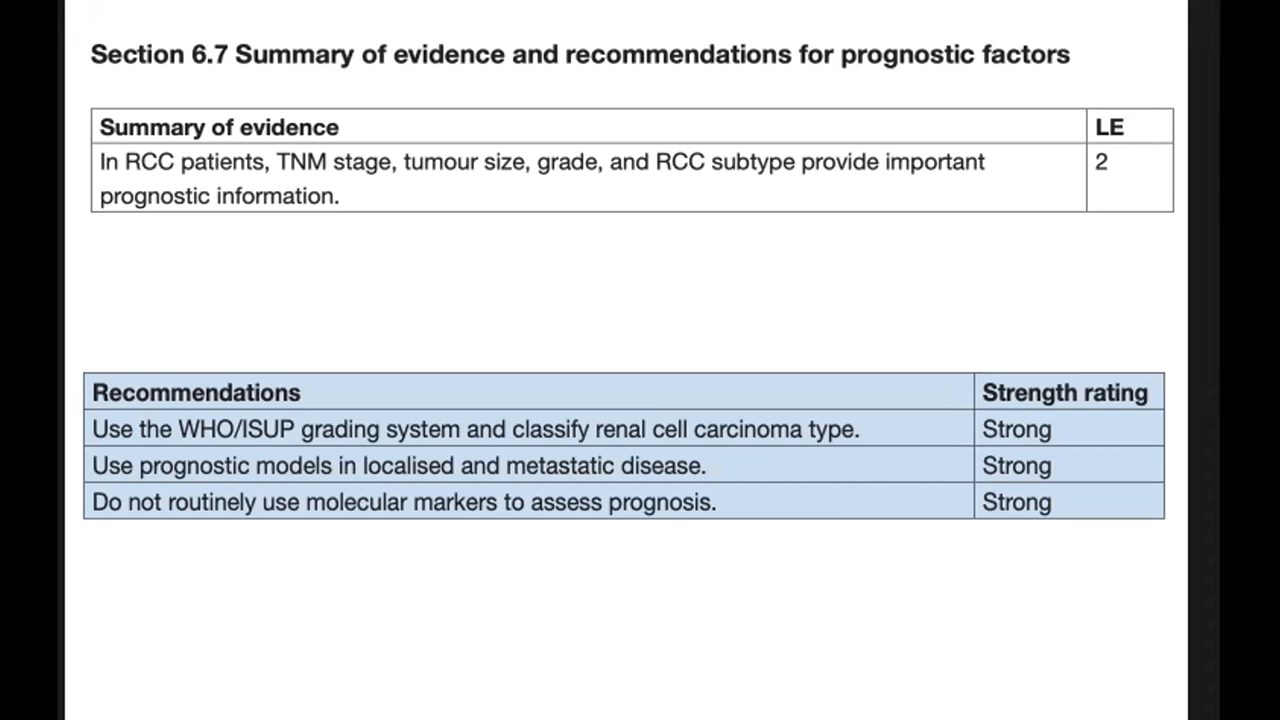 Section 6.7 Summary of evidence and recommendations for prognostic factors
Summary of evidence LE
In RCC patients, TNM stage, tumour size, grade, and RCC subtype provide important 2
prognostic information.
Recommendations Strength rating
Use the WHO/ISUP grading system and classify renal cell carcinoma type. Strong
Use prognostic models in localised and metastatic disease. Strong
Do not routinely use molecular markers to assess prognosis. Strong